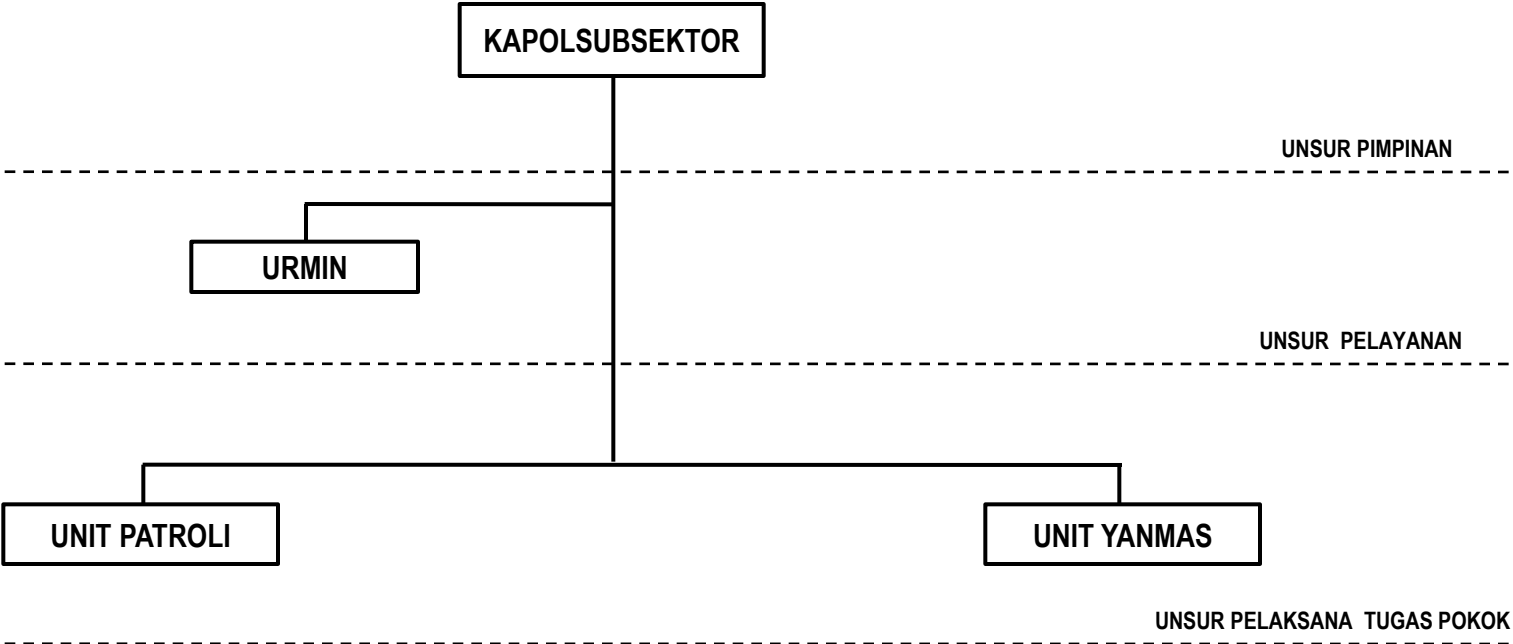 KAPOLSUBSEKTOR
UNSUR PIMPINAN
URMIN
UNSUR PELAYANAN
UNIT PATROLI
UNIT YANMAS
UNSUR PELAKSANA TUGAS POKOK